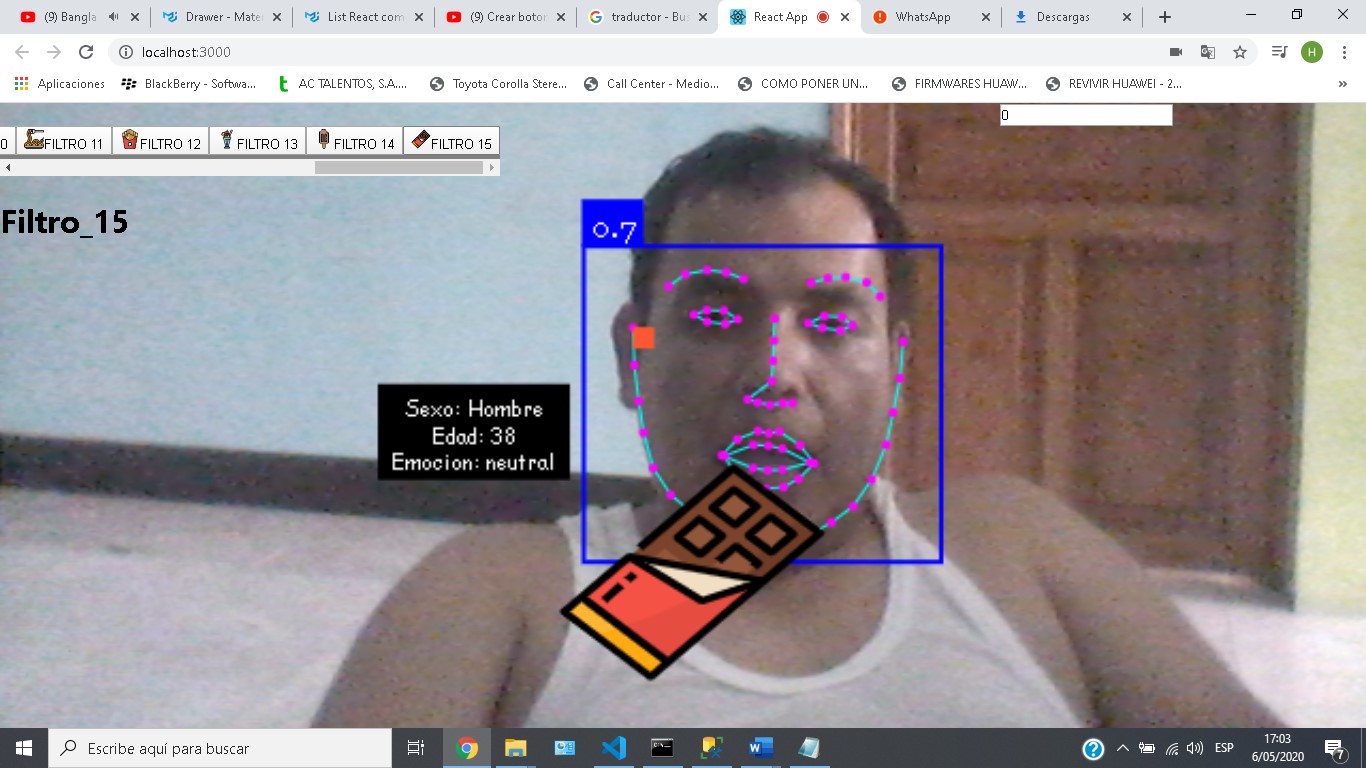 (9) Bangla
Drawer - Mate
List React com
(9) Crear botor
traductor - Bus
React App
WhatsApp
Descargas
localhost:3000
H
Aplicaciones
BlackBerry - Softwa...
AC TALENTOS, S.A....
Toyota Corolla Stere...
Call Center - Medio...
COMO PONER UN...
FIRMWARES HUAW...
REVIVIR HUAWEI - 2...
»
0
0
FILTRO 11
FILTRO 12
FILTRO 13
FILTRO 14
FILTRO 15
Filtro_15
0.7
Sexo: Hombre
Edad: 38
Emocion: neutral
Escribe aquí para buscar
ESP
17:03
6/05/2020
7